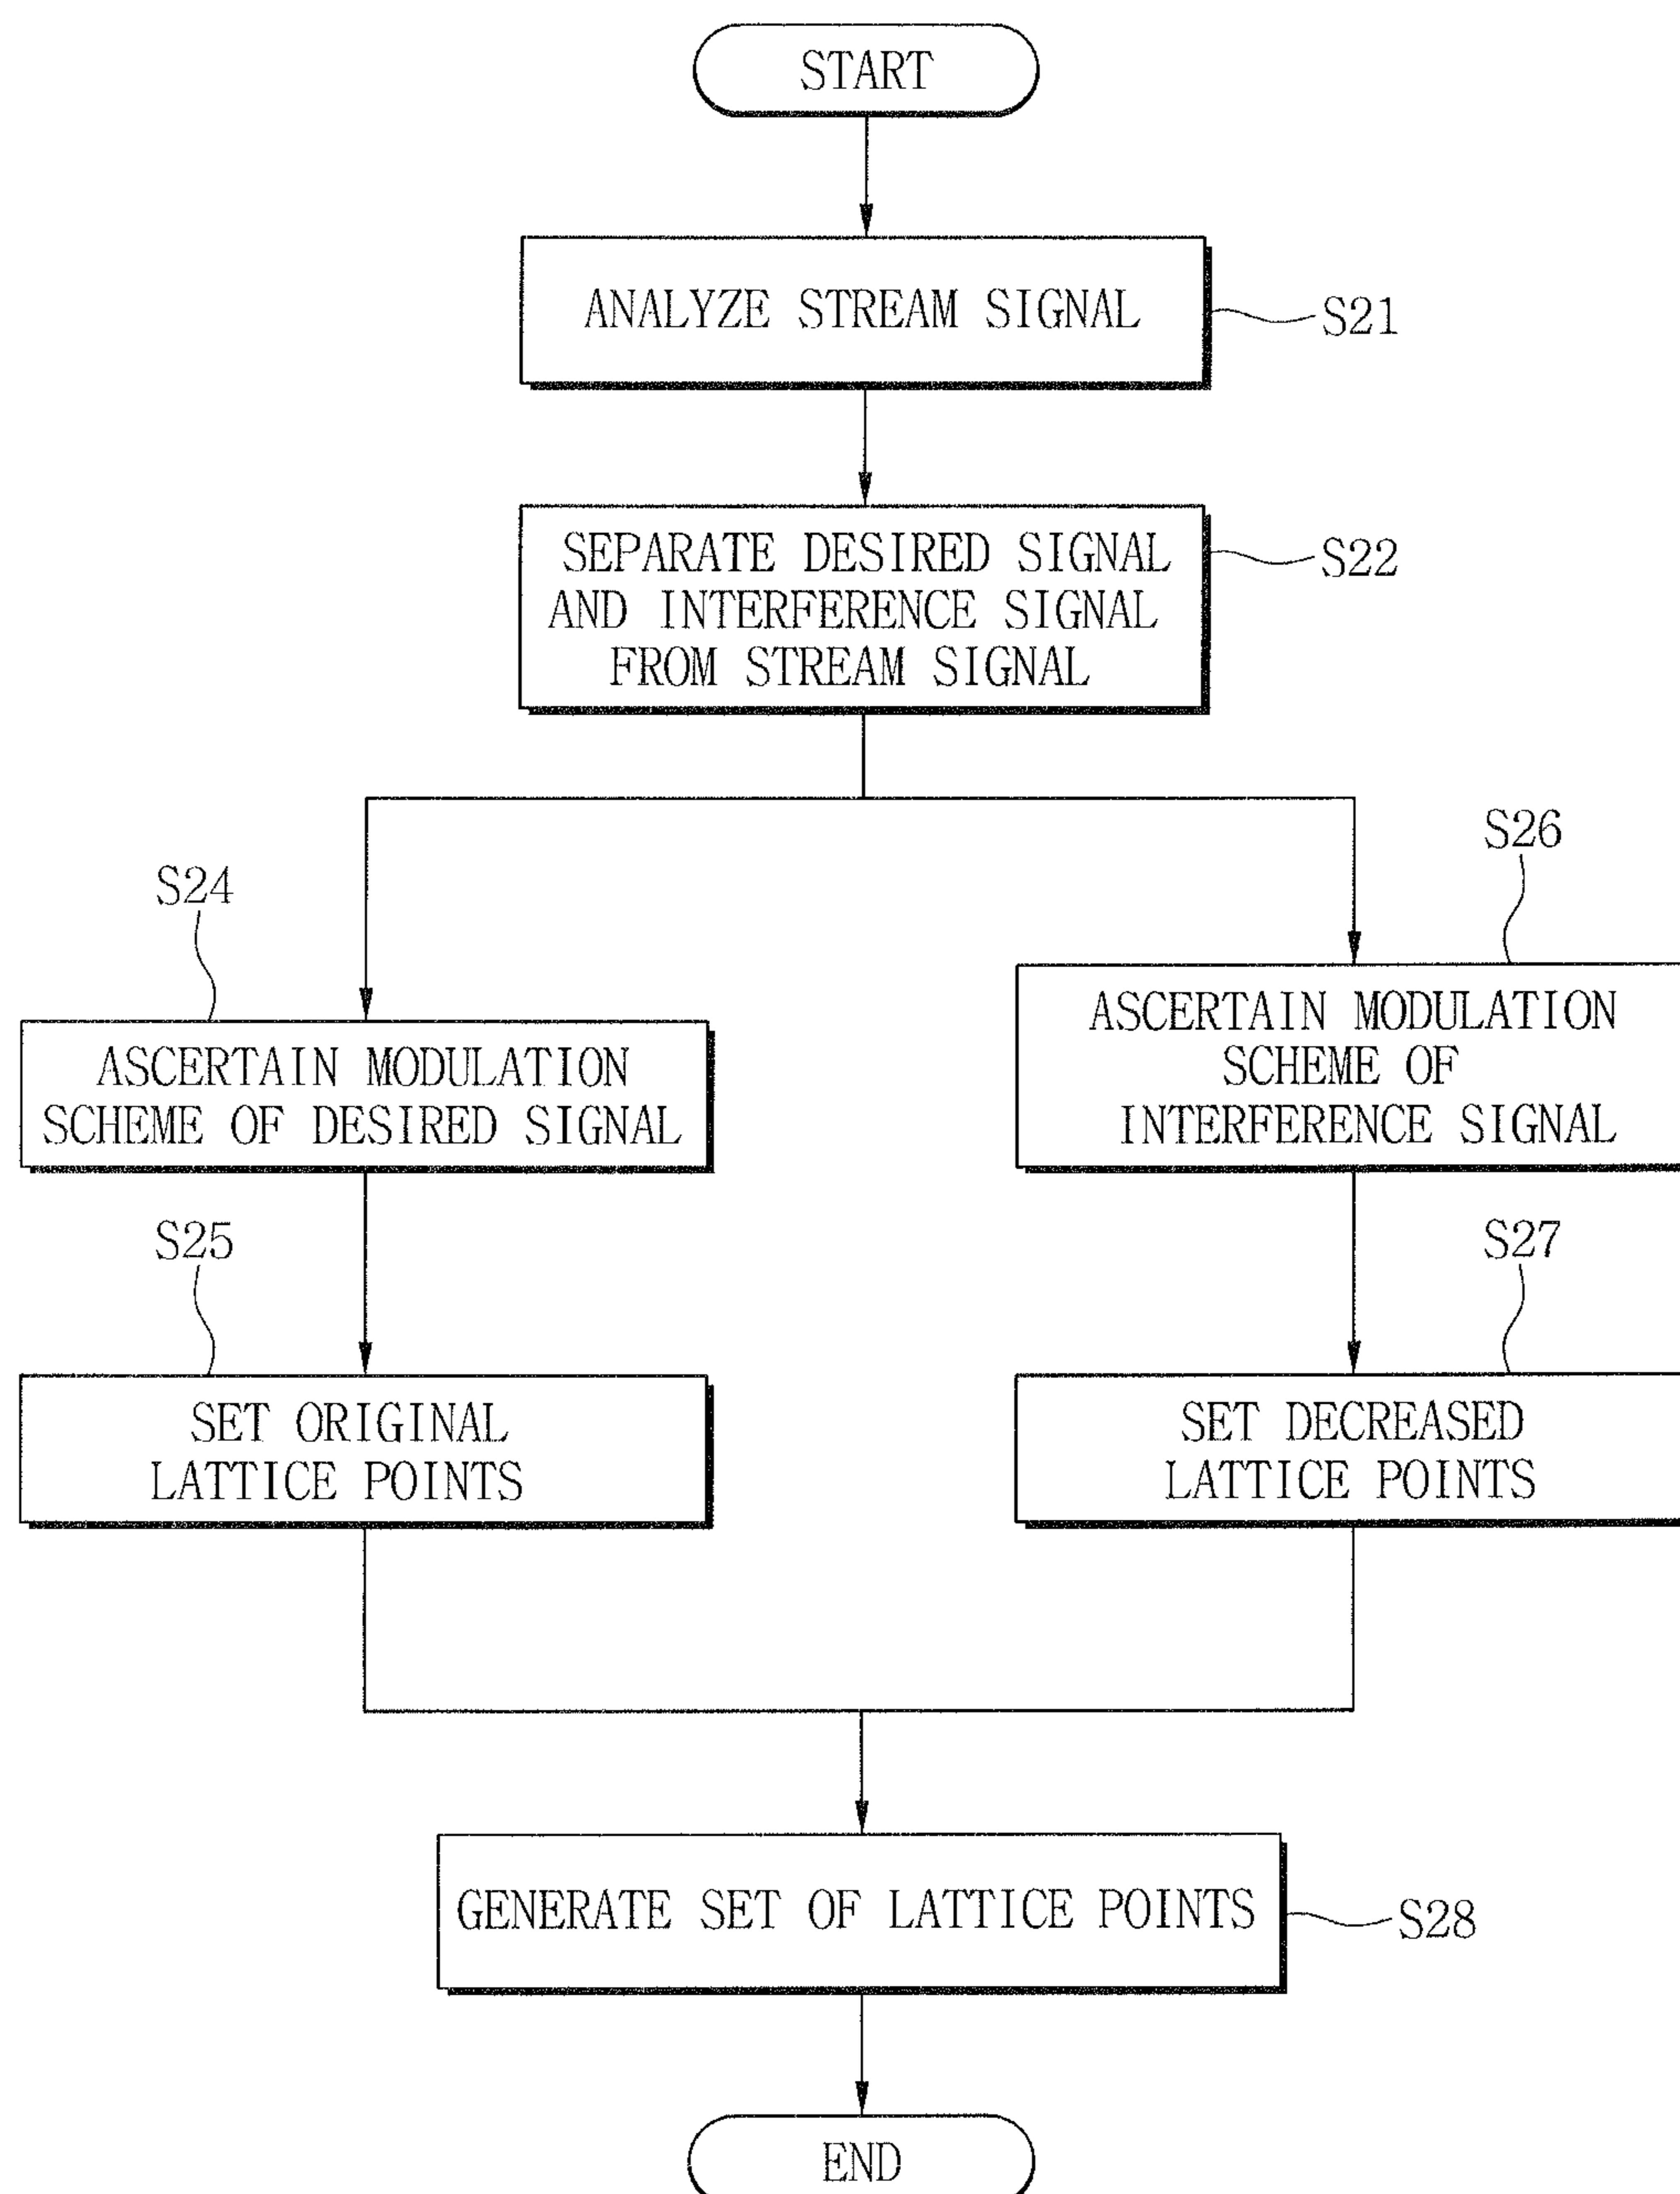 START
ANALYZE STREAM SIGNAL
S21
SEPARATE DESIRED SIGNAL
AND INTERFERENCE SIGNAL
FROM STREAM SIGNAL
S22
S24
ASCERTAIN MODULATION
SCHEME OF DESIRED SIGNAL
S26
ASCERTAIN MODULATION
SCHEME OF
INTERFERENCE SIGNAL
S25
SET ORIGINAL
LATTICE POINTS
S27
SET DECREASED
LATTICE POINTS
GENERATE SET OF LATTICE POINTS
S28
END